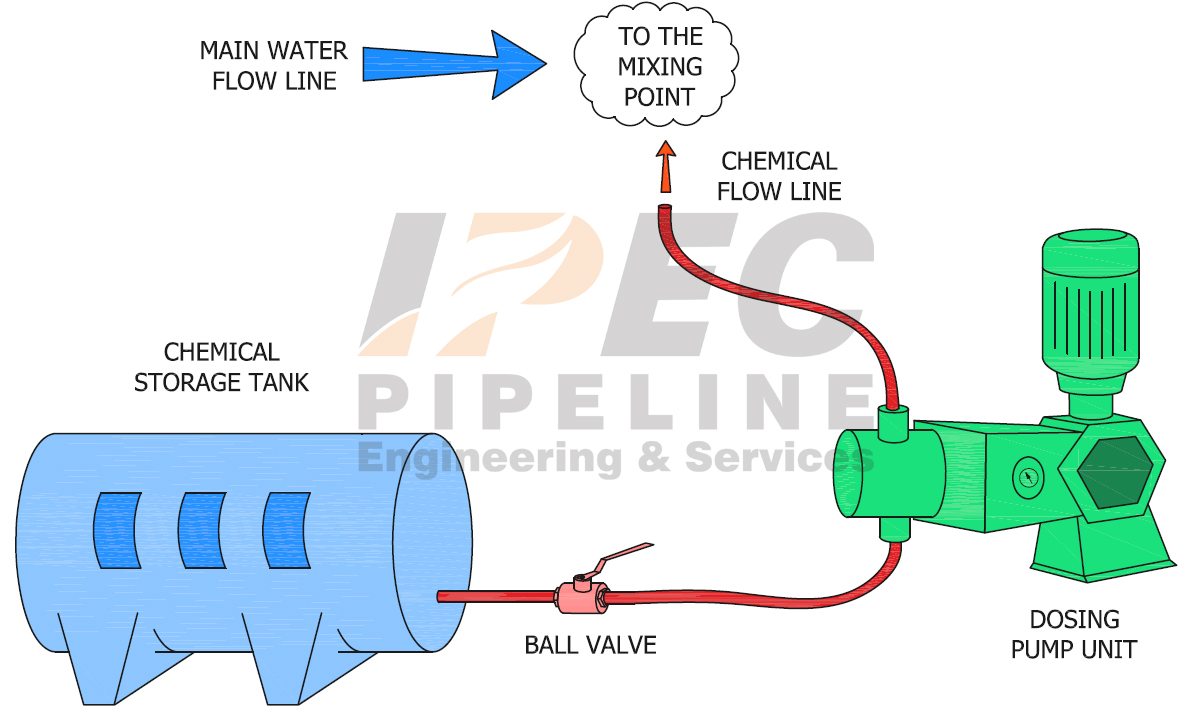 MAIN WATER
FLOW LINE
TO THE
MIXING
POINT
CHEMICAL
FLOW LINE
IPEC
PIPELINE
Engineering & Services
CHEMICAL
STORAGE TANK
BALL VALVE
DOSING
PUMP UNIT